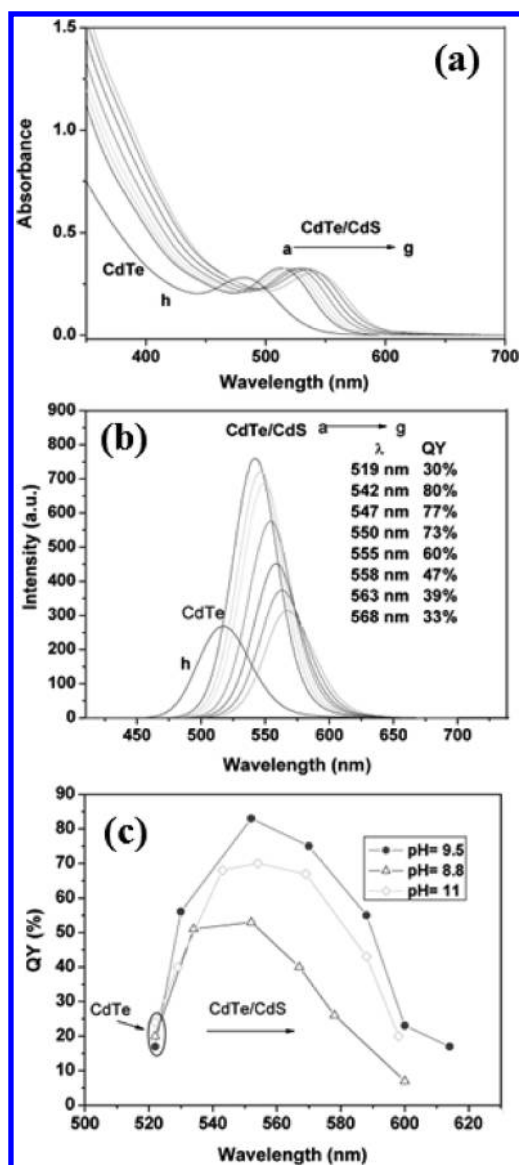 (a)
1.5
1.0
0.5
0.0
Absorbance
CdTe/CdS
a g
CdTe
h
400 500 600 700
Wavelength (nm)
(b)
900
800
700
600
500
400
300
200
100
0
Intensity (a.u.)
CdTe/CdS a g
λ QY
519 nm 30%
542 nm 80%
547 nm 77%
550 nm 73%
555 nm 60%
558 nm 47%
563 nm 39%
568 nm 33%
CdTe
h
450 500 550 600 650 700
Wavelength (nm)
(c)
90
80
70
60
50
40
30
20
10
0
QY (%)
pH= 9.5
pH= 8.8
pH= 11
CdTe
CdTe/CdS
500 520 540 560 580 600 620
Wavelength (nm)